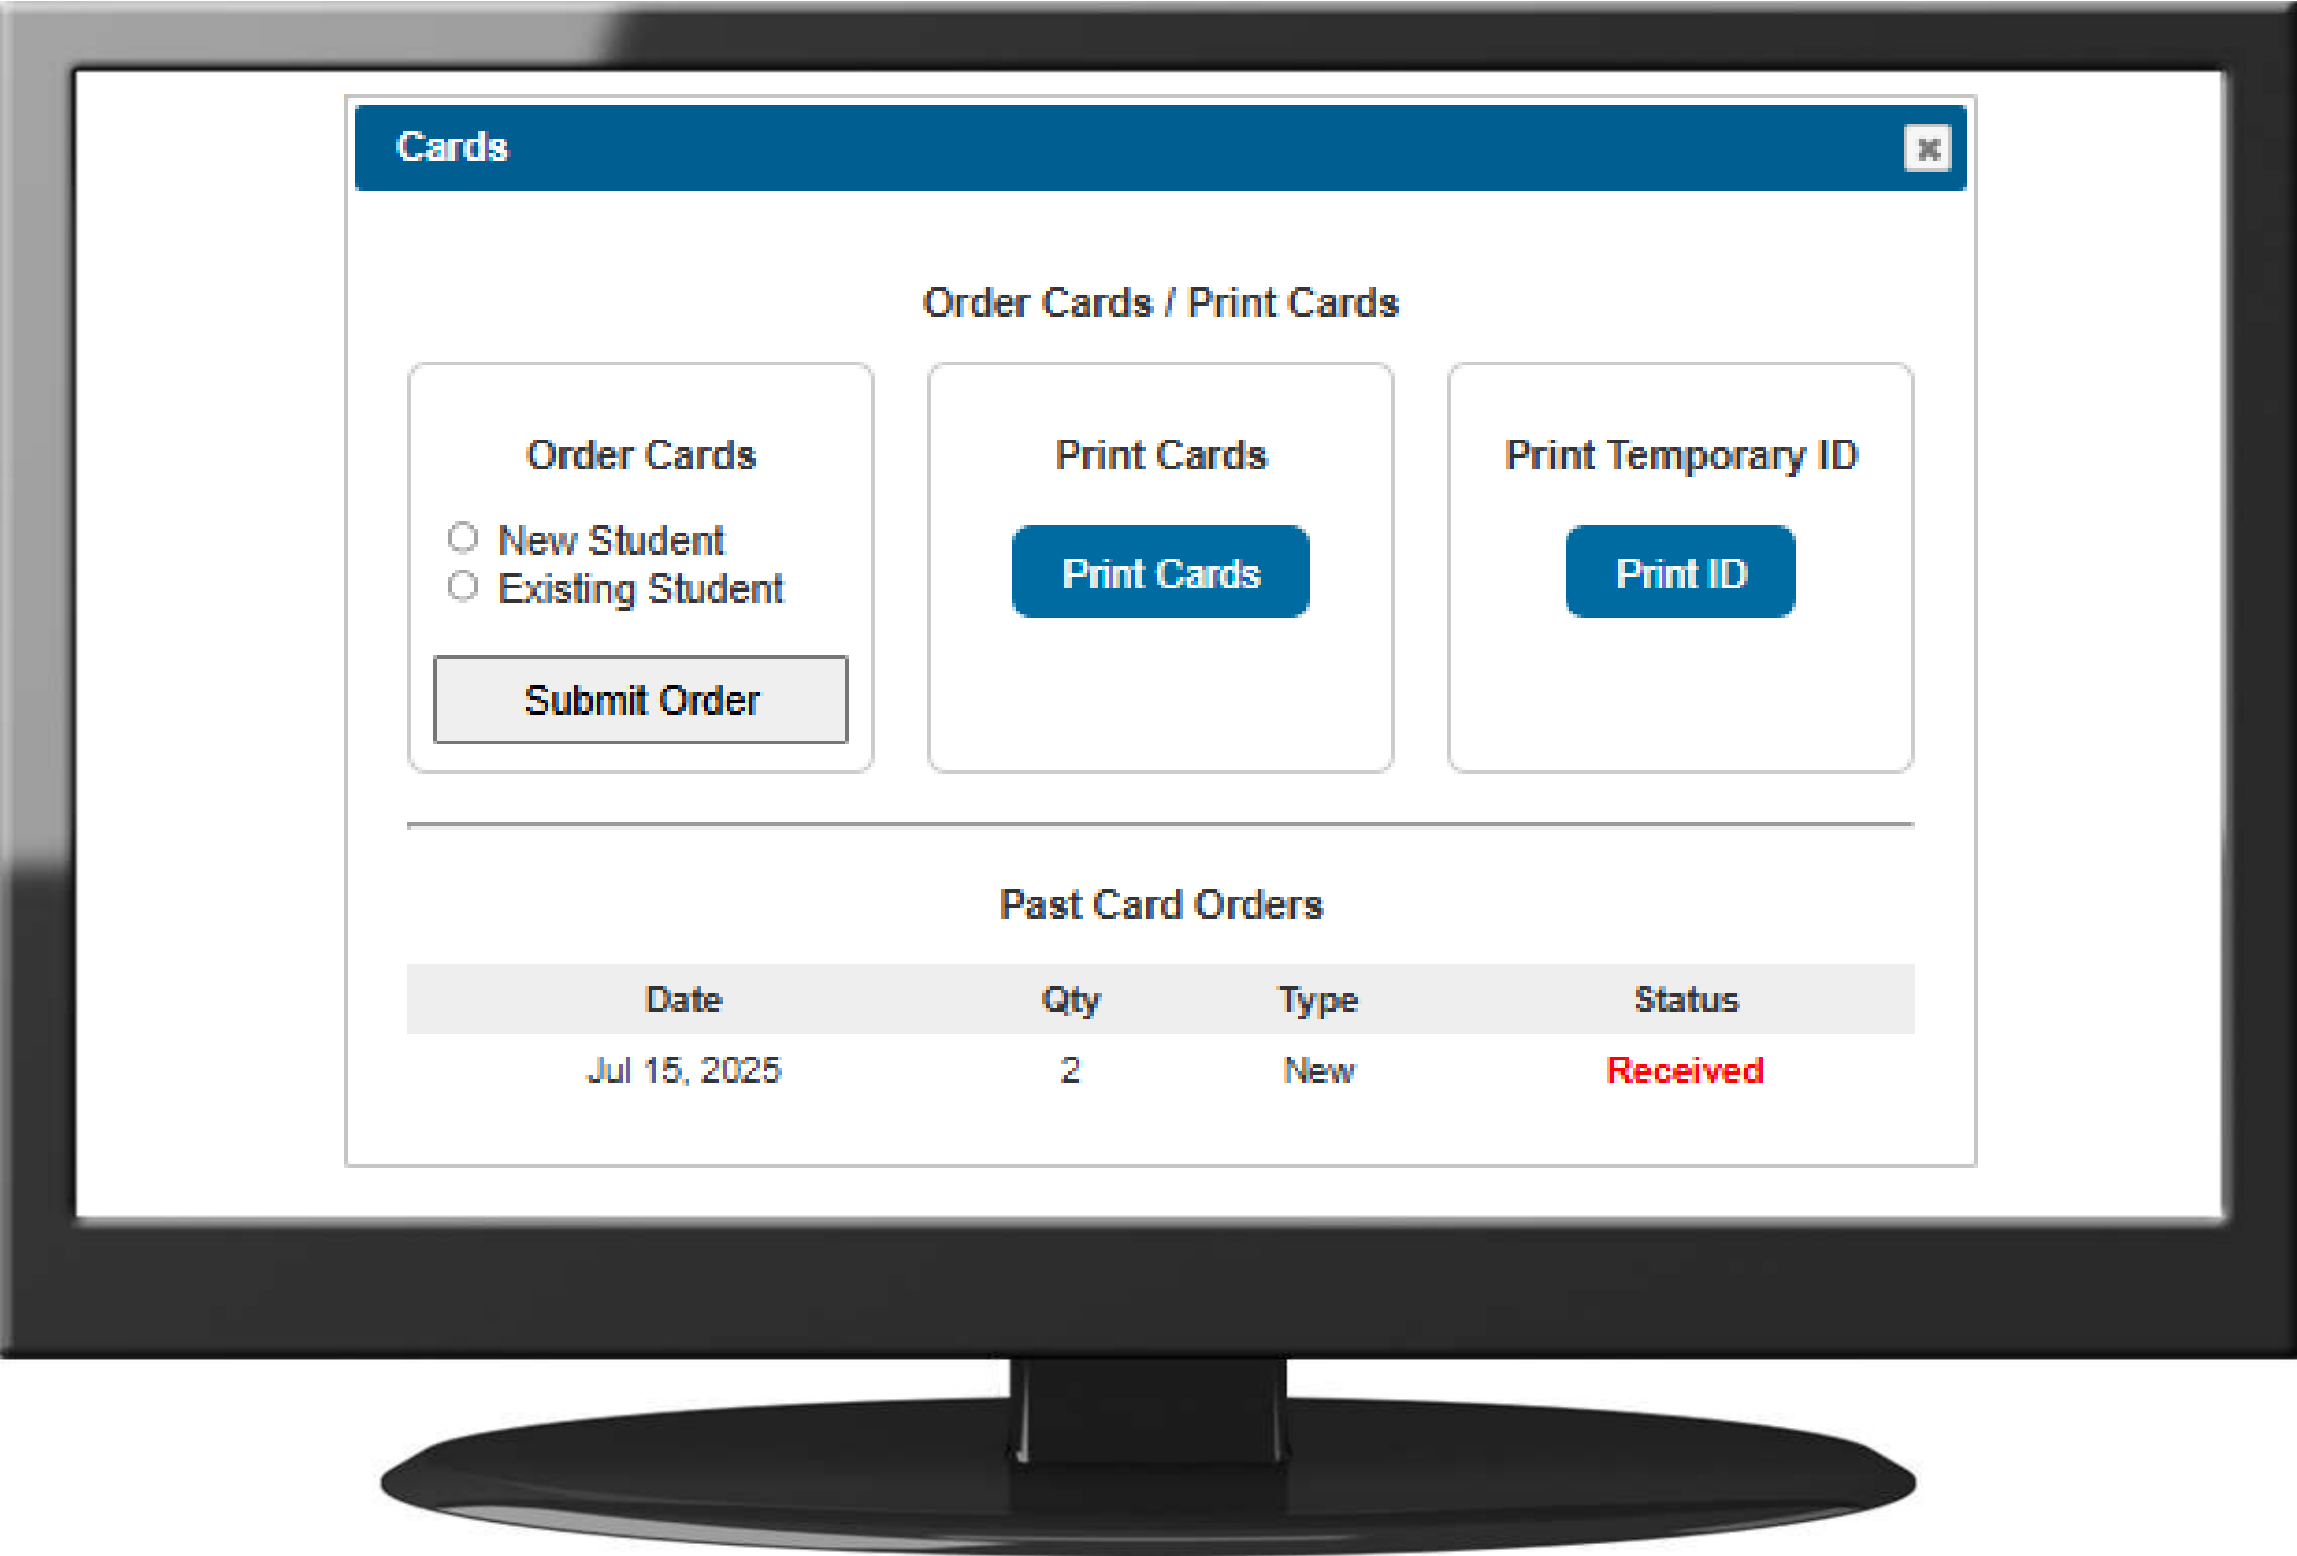 Cards
Order Cards / Print Cards
Order Cards
New Student
Existing Student
Submit Order
Print Cards
Print Cards
Print Temporary ID
Print ID
Past Card Orders
Date Qty Type Status
Jul 15, 2025 2 New Received